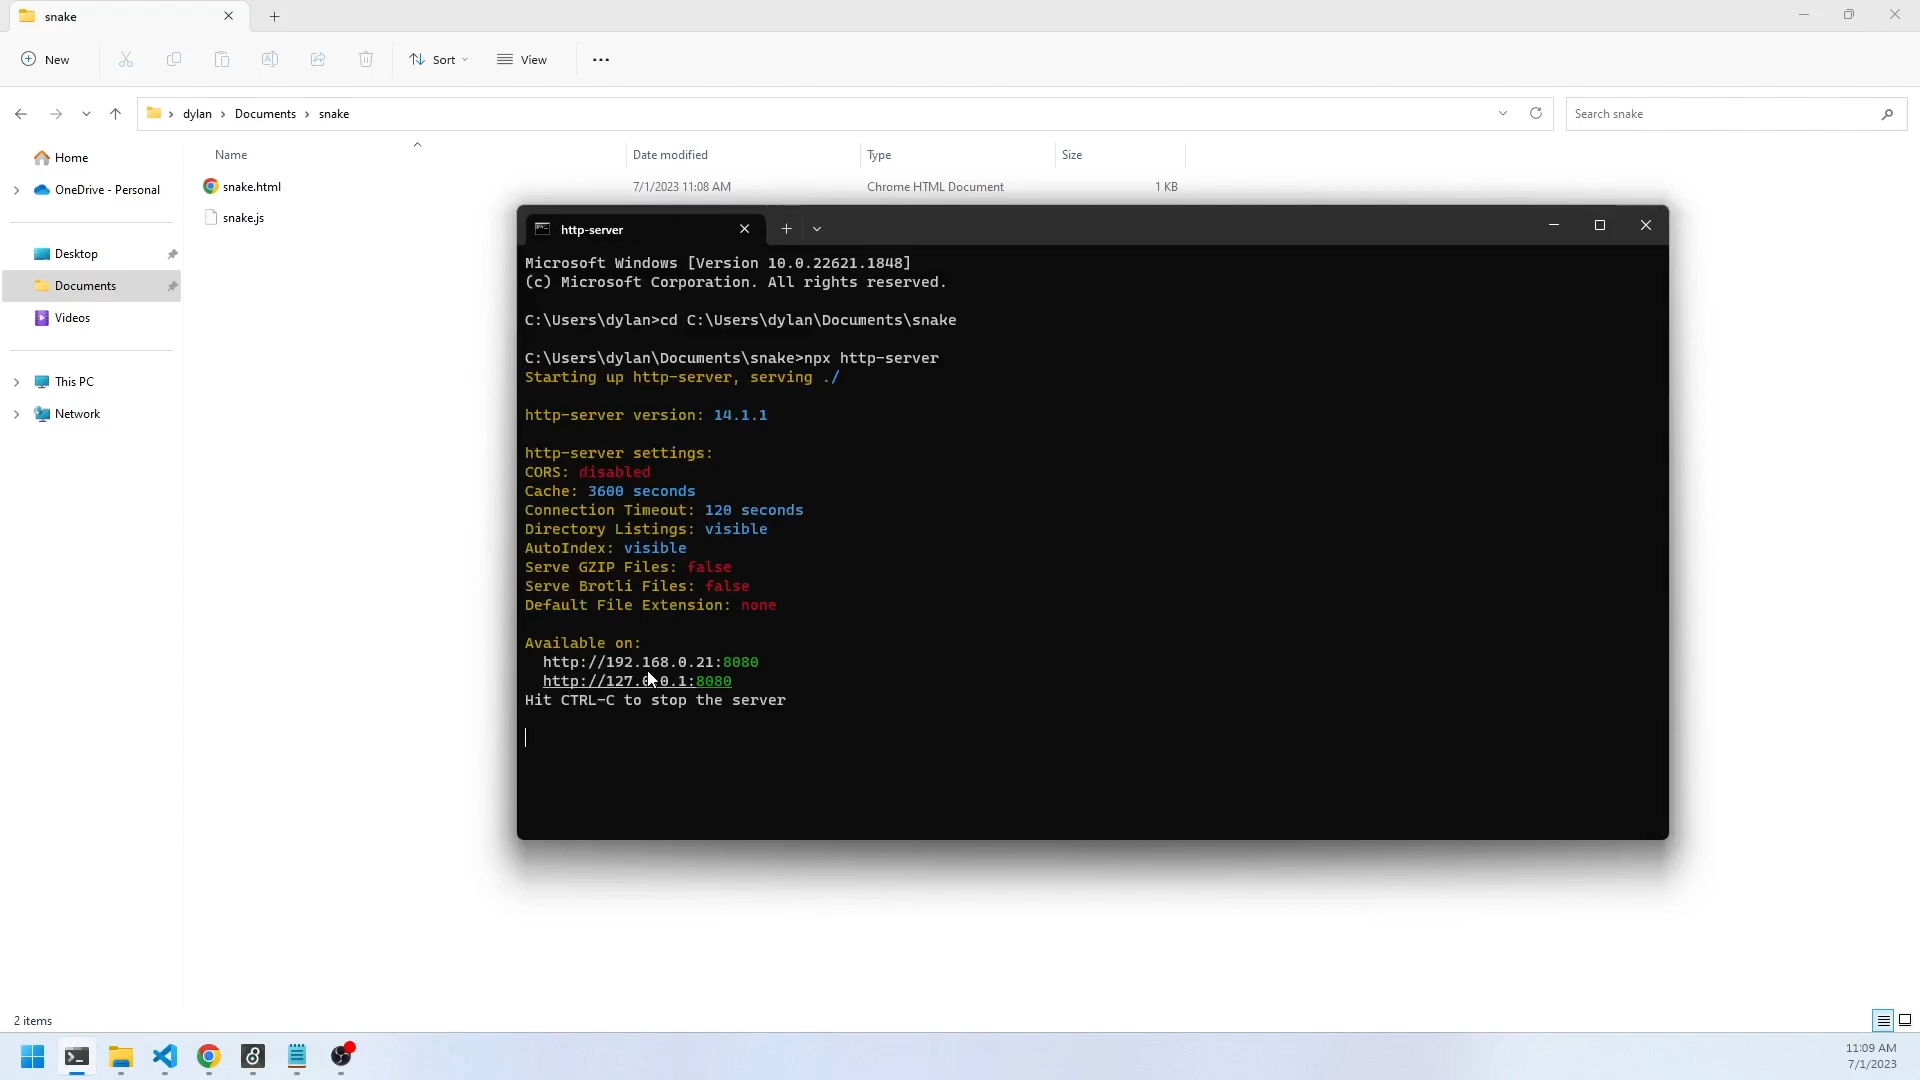 snake
New
Sort
View
dylan
Documents
snake
Search snake
Home
OneDrive - Personal
Desktop
Documents
Videos
This PC
Network
Name
Date modified
Type
Size
snake.html
7/1/2023 11:08 AM
Chrome HTML Document
1 KB
snake.js
http-server
Microsoft Windows [Version 10.0.22621.1848]
(c) Microsoft Corporation. All rights reserved.
C:\Users\dylan>cd C:\Users\dylan\Documents\snake
C:\Users\dylan\Documents\snake>npx http-server
Starting up http-server, serving ./
http-server version: 14.1.1
http-server settings:
CORS: disabled
Cache: 3600 seconds
Connection Timeout: 120 seconds
Directory Listings: visible
AutoIndex: visible
Serve GZIP Files: false
Serve Brotli Files: false
Default File Extension: none
Available on:
http://192.168.0.21:8080
http://127.0.0.1:8080
Hit CTRL-C to stop the server
2 items
11:09 AM
7/1/2023